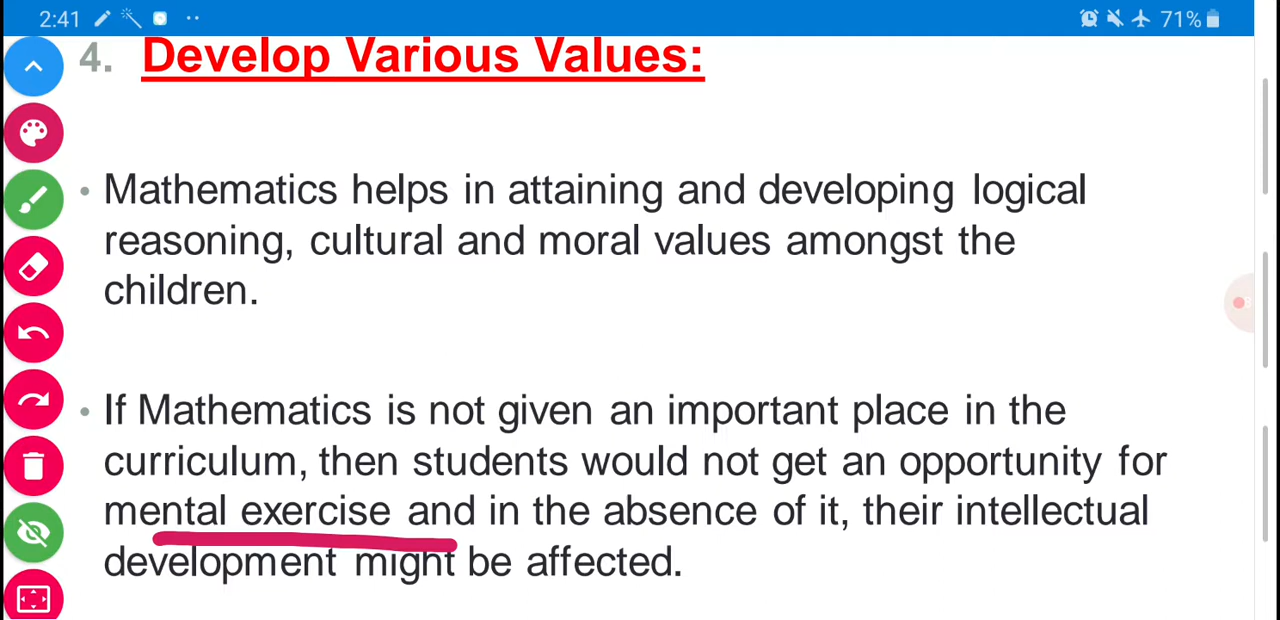 2:41 71%
4. Develop Various Values:
• Mathematics helps in attaining and developing logical
reasoning, cultural and moral values amongst the
children.
• If Mathematics is not given an important place in the
curriculum, then students would not get an opportunity for
mental exercise and in the absence of it, their intellectual
development might be affected.